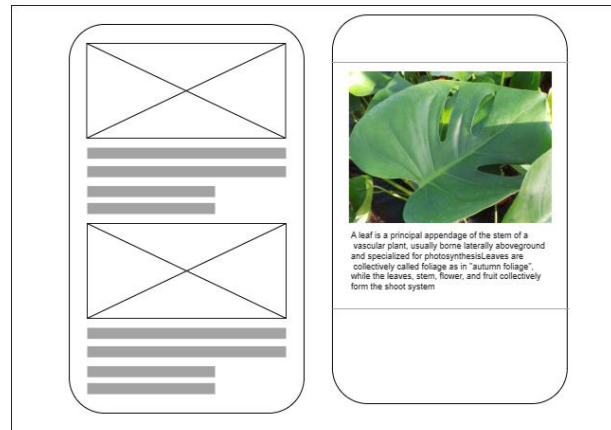 A leaf is a principal appendage of the stem of a
vascular plant, usually borne laterally aboveground
and specialized for photosynthesisLeaves are
collectively called foliage as in "autumn foliage",
while the leaves, stem, flower, and fruit collectively
form the shoot system